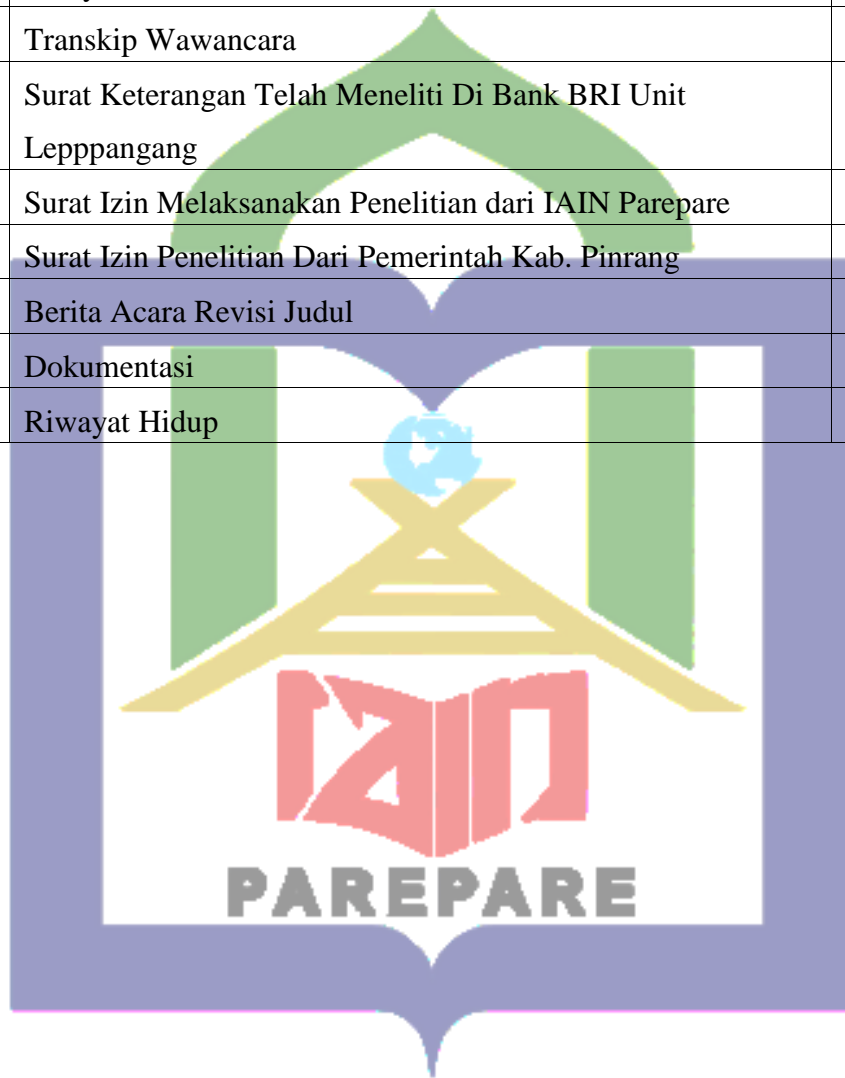 Transkip Wawancara
Surat Keterangan Telah Meneliti Di Bank BRI Unit
Lepppangang
Surat Izin Melaksanakan Penelitian dari IAIN Parepare
Surat Izin Penelitian Dari Pemerintah Kab. Pinrang
Berita Acara Revisi Judul
Dokumentasi
Riwayat Hidup
iain
PAREPARE